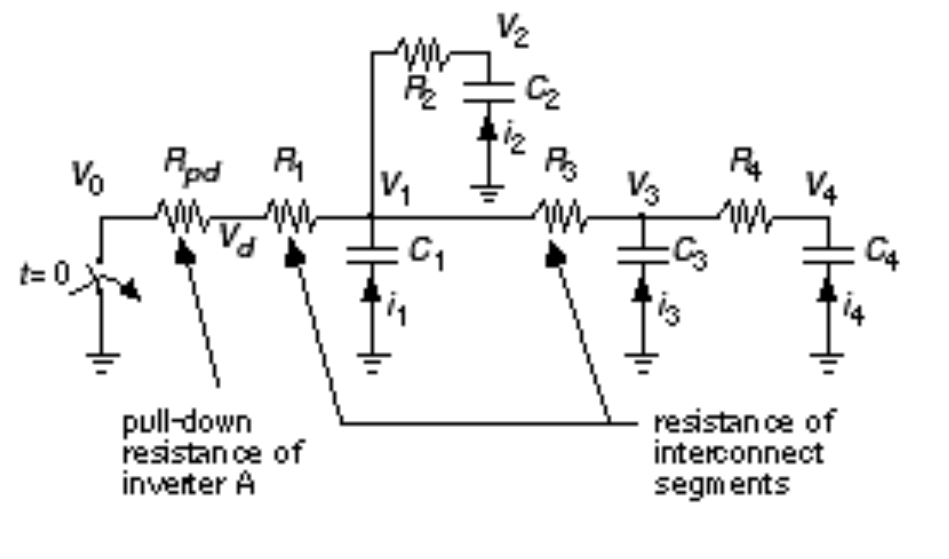 V2
R2
C2
i2
V0
Rpd
R1
V1
R3
V3
R4
V4
Vd
t=0
C1
C3
C4
i1
i3
i4
pull-down
resistance of
inverter A
resistance of
interconnect
segments